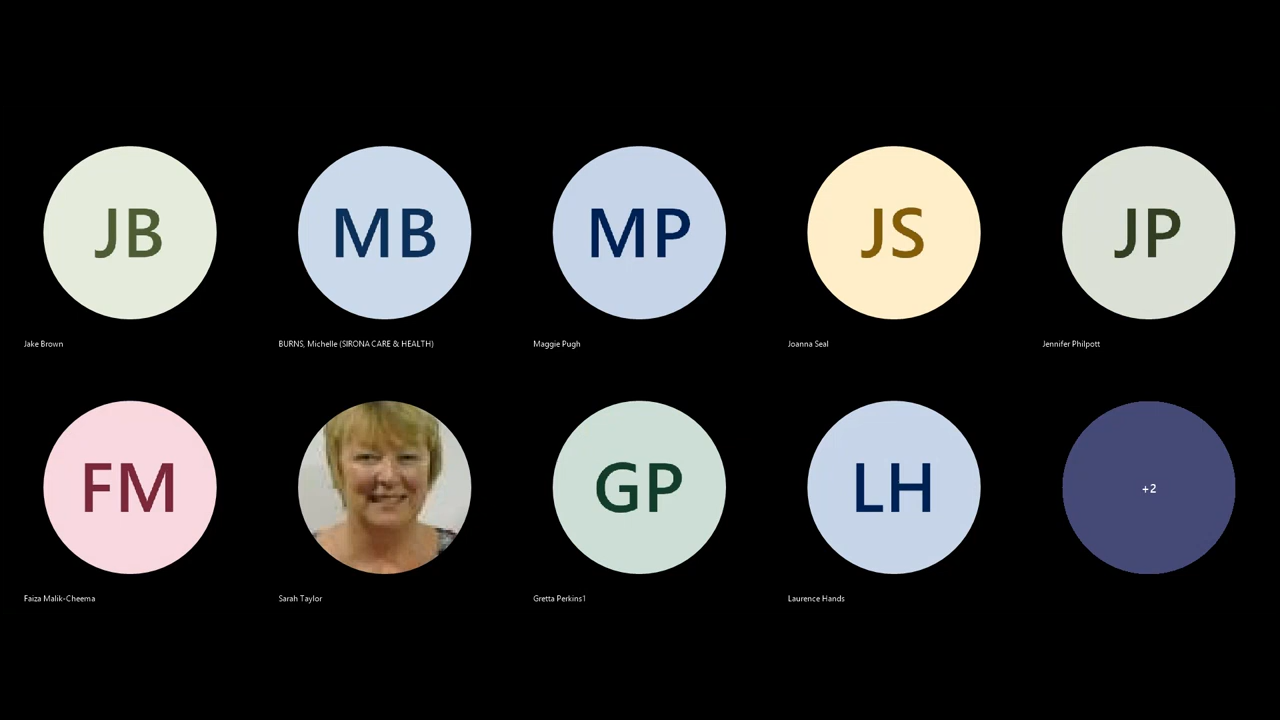 JB
MB
MP
JS
JP
Jake Brown
BURNS, Michelle (SIRONA CARE & HEALTH)
Maggie Pugh
Joanna Seal
Jennifer Philpott
FM
GP
LH
+2
Faiza Malik-Cheema
Sarah Taylor
Gretta Perkins1
Laurence Hands